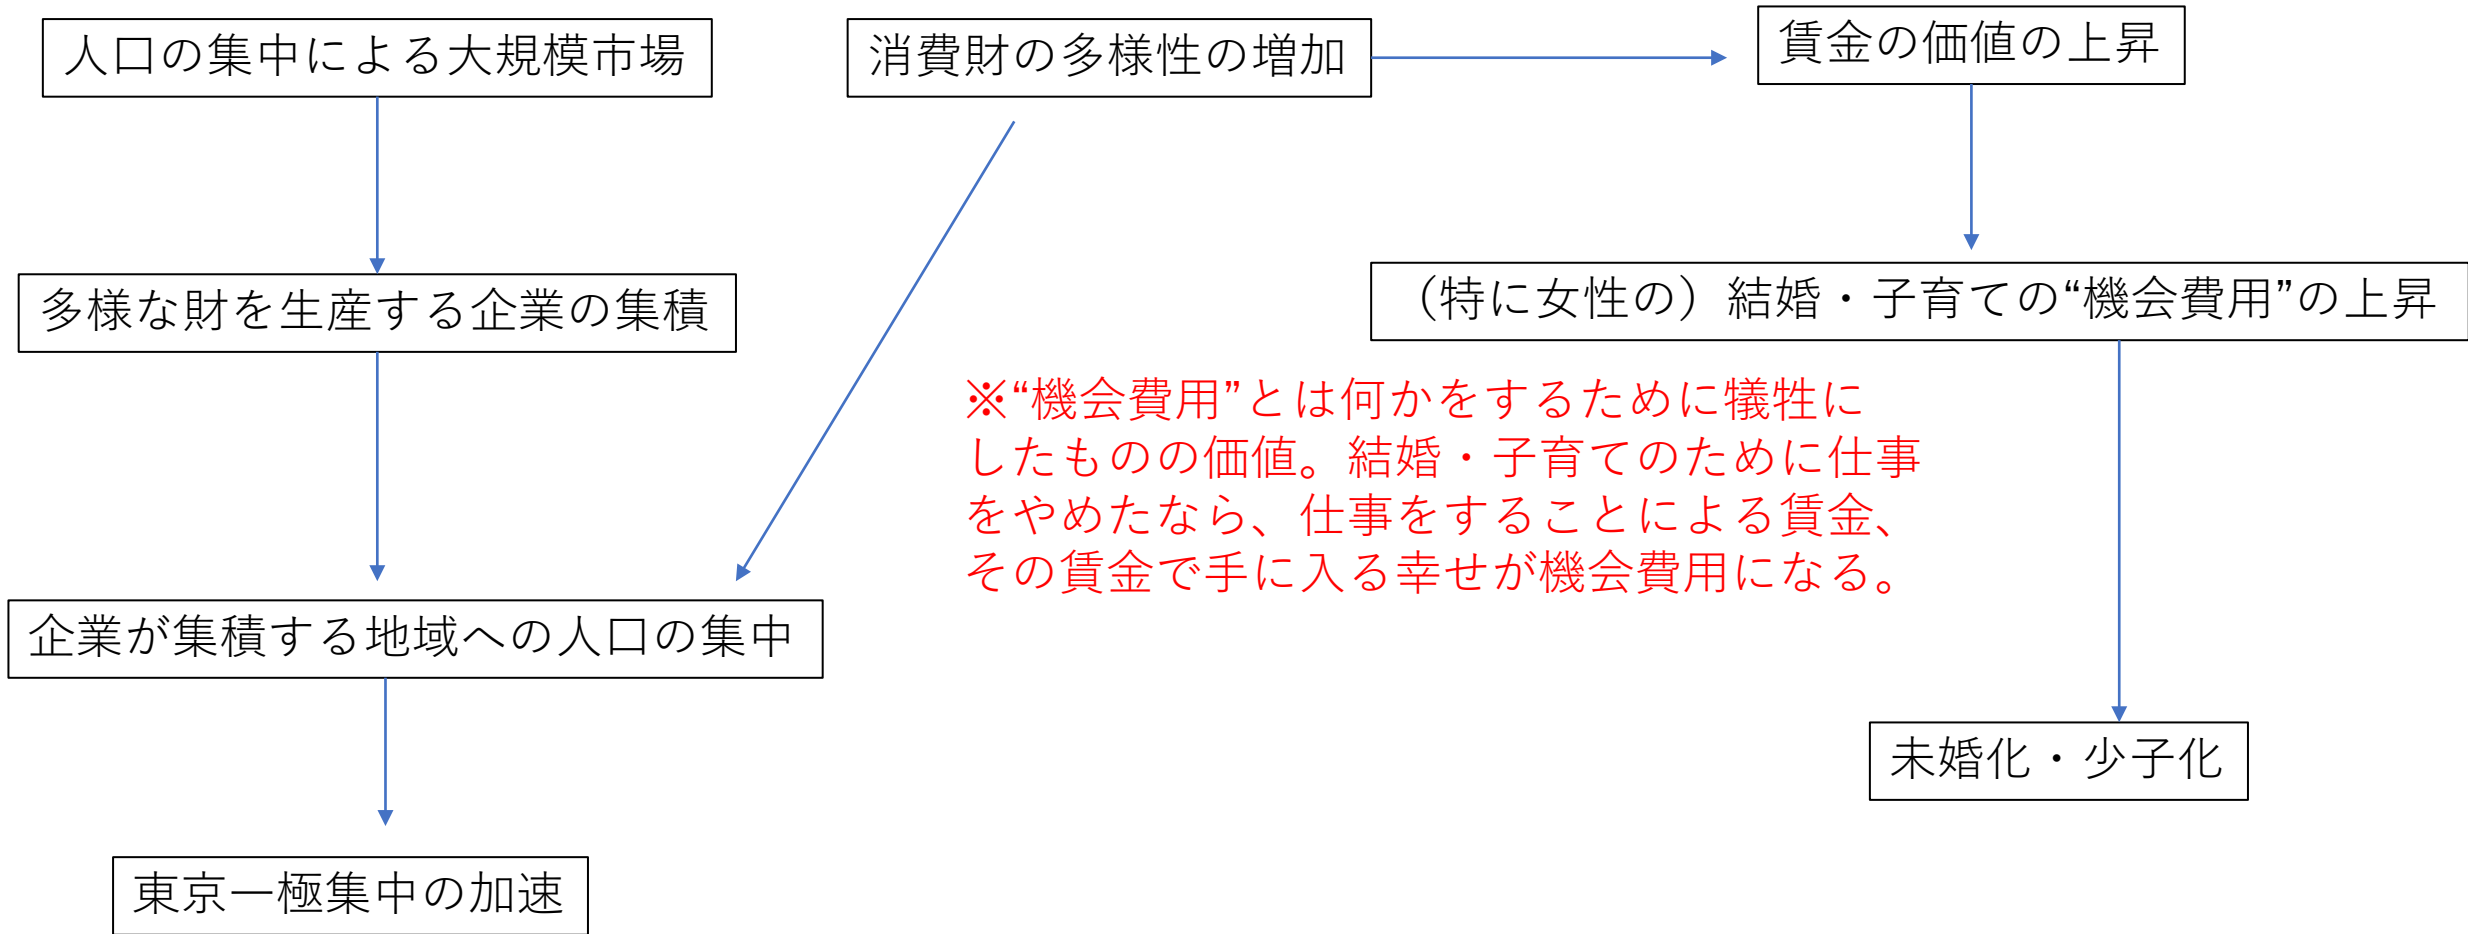 人口の集中による大規模市場
消費財の多様性の増加
賃金の価値の上昇
多様な財を生産する企業の集積
（特に女性の）結婚・子育ての“機会費用”の上昇
※“機会費用”とは何かをするために犠牲に
したものの価値。結婚・子育てのために仕事
をやめたなら、仕事をすることによる賃金、
その賃金で手に入る幸せが機会費用になる。
企業が集積する地域への人口の集中
未婚化・少子化
東京一極集中の加速